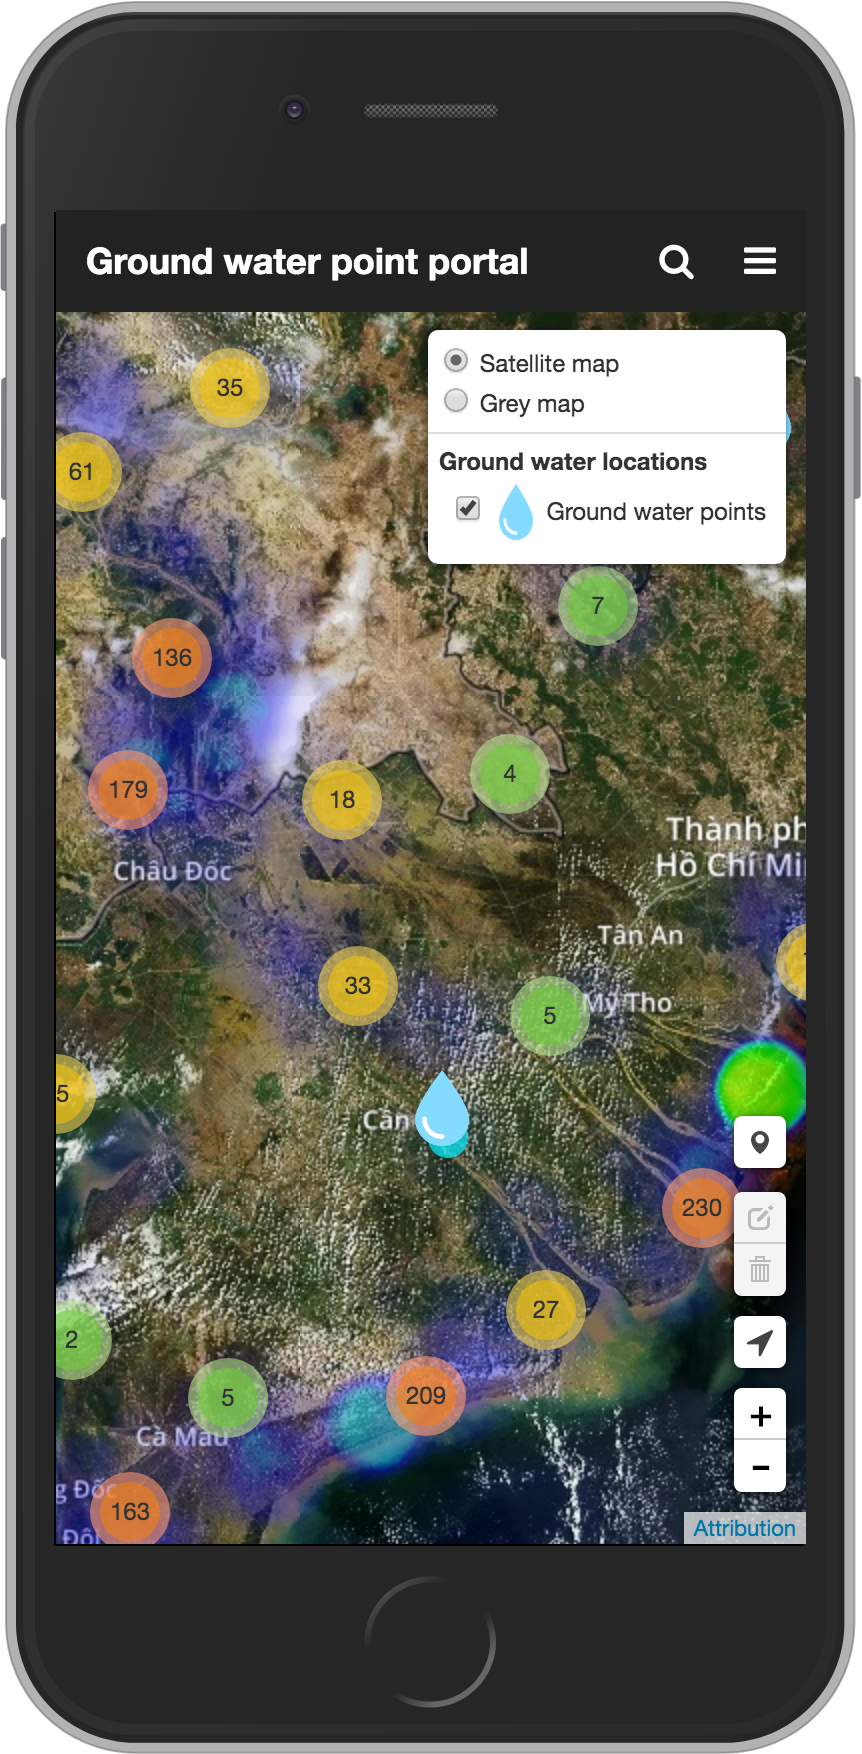 Ground water point portal
Satellite map
Grey map
Ground water locations
Ground water points
35
61
7
136
4
179
18
Thành ph
Hồ Chí Mi
Châu Đốc
Tân An
33
5
Mỹ Tho
5
Cần
230
27
2
5
209
Cà Mau
g Đốc
163
Đôi
+
−
Attribution